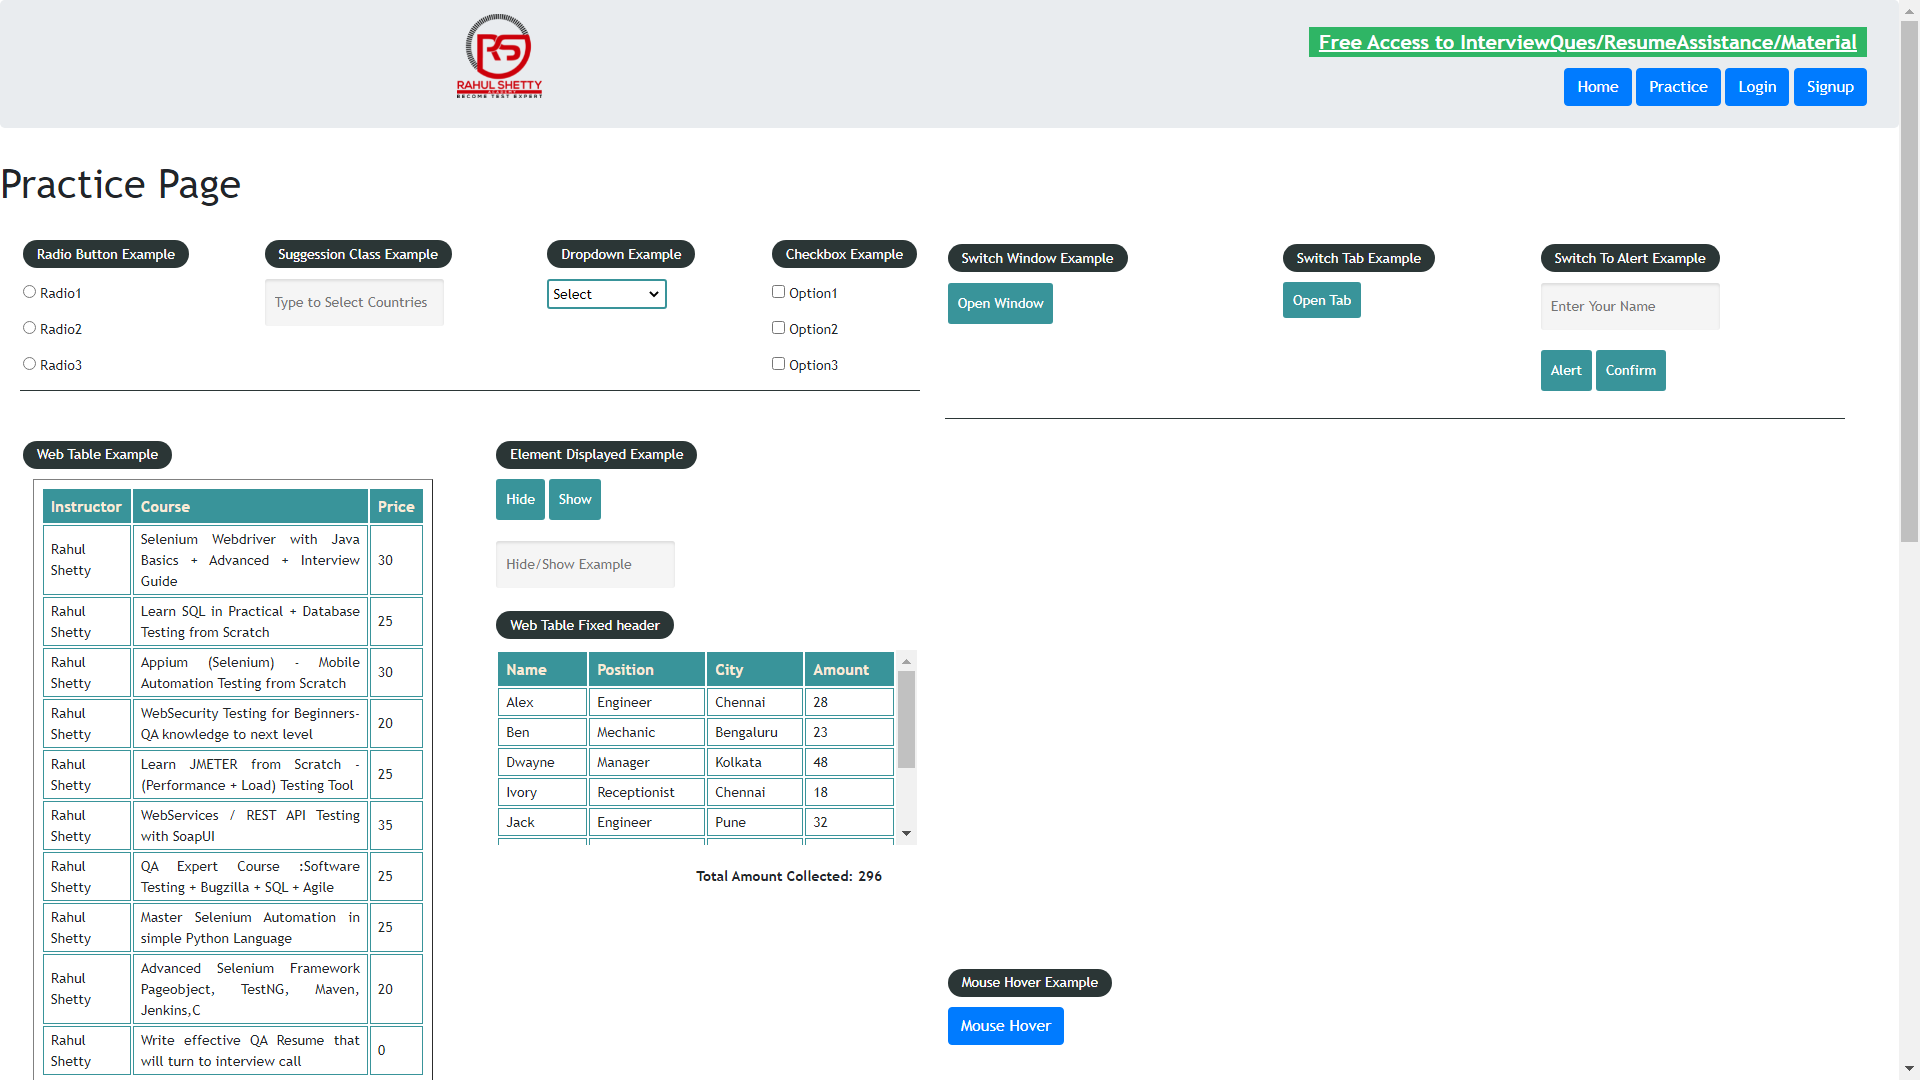 RAHUL SHETTY
ACADEMY
BECOME TEST EXPERT
Free Access to InterviewQues/ResumeAssistance/Material
Home Practice Login Signup
Practice Page
Radio Button Example
Radio1
Radio2
Radio3
Suggession Class Example
Type to Select Countries
Dropdown Example
Select
Checkbox Example
Option1
Option2
Option3
Switch Window Example
Open Window
Switch Tab Example
Open Tab
Switch To Alert Example
Enter Your Name
Alert Confirm
Web Table Example
Instructor Course Price
Rahul Shetty Selenium Webdriver with Java Basics + Advanced + Interview Guide 30
Rahul Shetty Learn SQL in Practical + Database Testing from Scratch 25
Rahul Shetty Appium (Selenium) - Mobile Automation Testing from Scratch 30
Rahul Shetty WebSecurity Testing for Beginners-QA knowledge to next level 20
Rahul Shetty Learn JMETER from Scratch - (Performance + Load) Testing Tool 25
Rahul Shetty WebServices / REST API Testing with SoapUI 35
Rahul Shetty QA Expert Course :Software Testing + Bugzilla + SQL + Agile 25
Rahul Shetty Master Selenium Automation in simple Python Language 25
Rahul Shetty Advanced Selenium Framework Pageobject, TestNG, Maven, Jenkins,C 20
Rahul Shetty Write effective QA Resume that will turn to interview call 0
Element Displayed Example
Hide Show
Hide/Show Example
Web Table Fixed header
Name Position City Amount
Alex Engineer Chennai 28
Ben Mechanic Bengaluru 23
Dwayne Manager Kolkata 48
Ivory Receptionist Chennai 18
Jack Engineer Pune 32
Total Amount Collected: 296
Mouse Hover Example
Mouse Hover